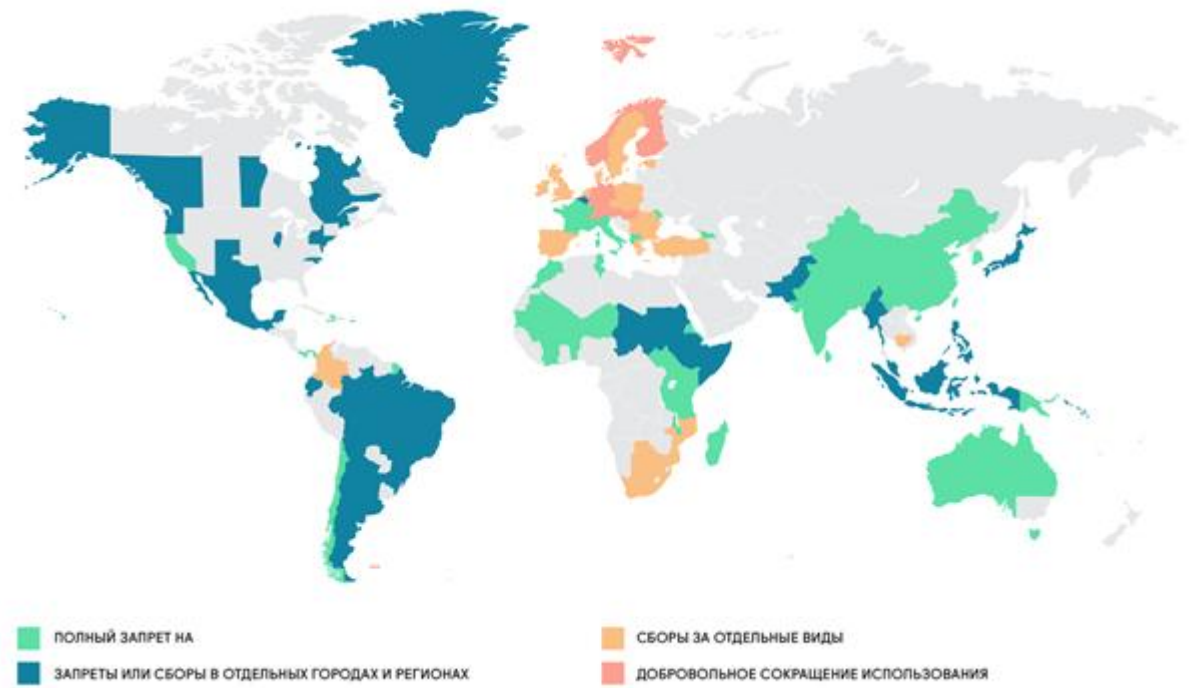 ПОЛНЫЙ ЗАПРЕТ НА
ЗАПРЕТЫ ИЛИ СБОРЫ В ОТДЕЛЬНЫХ ГОРОДАХ И РЕГИОНАХ
СБОРЫ ЗА ОТДЕЛЬНЫЕ ВИДЫ
ДОБРОВОЛЬНОЕ СОКРАЩЕНИЕ ИСПОЛЬЗОВАНИЯ